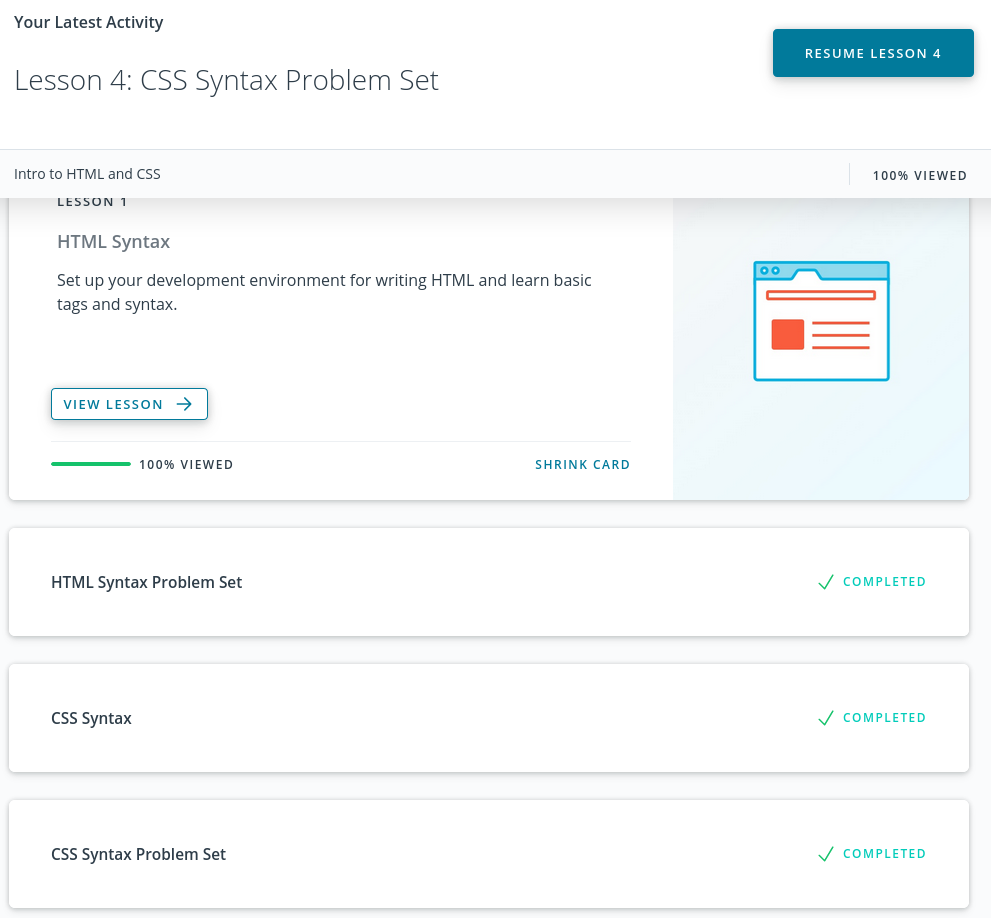 Your Latest Activity
RESUME LESSON 4
Lesson 4: CSS Syntax Problem Set
Intro to HTML and CSS
100% VIEWED
LESSON 1
HTML Syntax
Set up your development environment for writing HTML and learn basic
tags and syntax.
VIEW LESSON
100% VIEWED
SHRINK CARD
HTML Syntax Problem Set
COMPLETED
CSS Syntax
COMPLETED
CSS Syntax Problem Set
COMPLETED